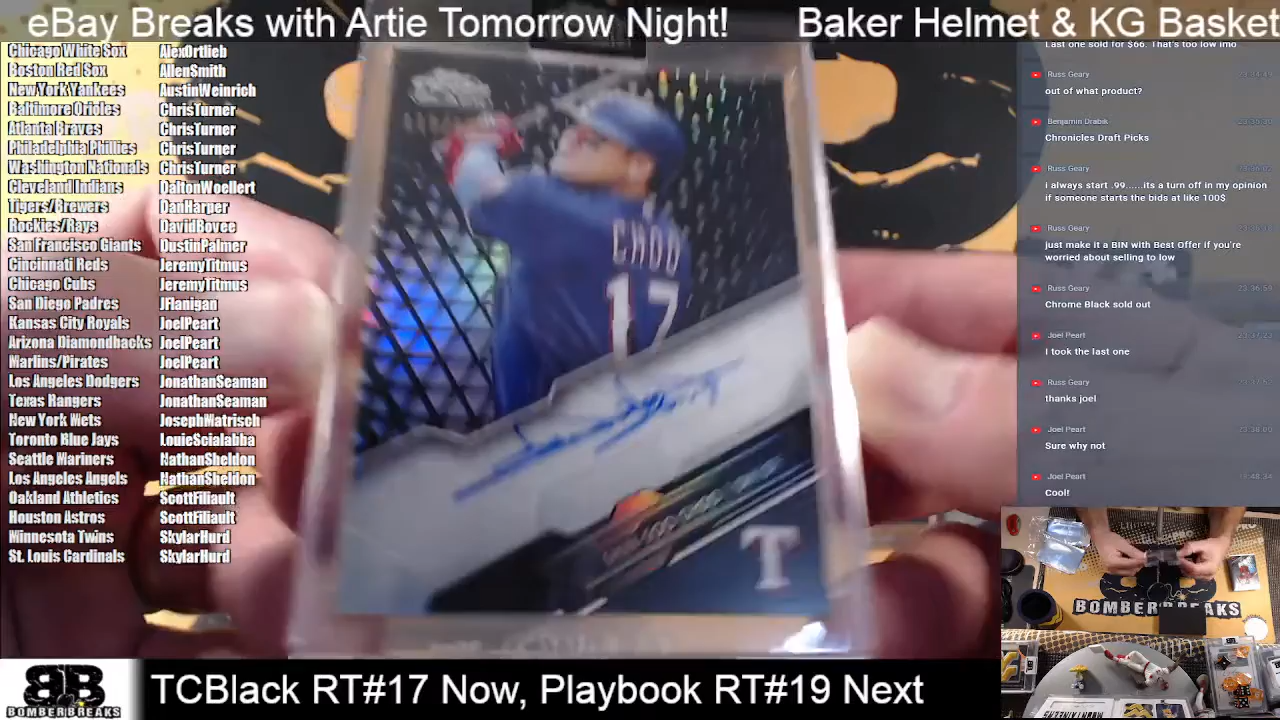 eBay Breaks with Artie Tomorrow Night! Baker Helmet & KG Basket
Chicago White Sox AlexOrtlieb
Boston Red Sox AllenSmith
New York Yankees AustinWeinrich
Baltimore Orioles ChrisTurner
Atlanta Braves ChrisTurner
Philadelphia Phillies ChrisTurner
Washington Nationals ChrisTurner
Cleveland Indians DaltonWoellert
Tigers/Brewers DanHarper
Rockies/Rays DavidBovee
San Francisco Giants DustinPalmer
Cincinnati Reds JeremyTitmus
Chicago Cubs JeremyTitmus
San Diego Padres JFlanigan
Kansas City Royals JoelPeart
Arizona Diamondbacks JoelPeart
Marlins/Pirates JoelPeart
Los Angeles Dodgers JonathanSeaman
Texas Rangers JonathanSeaman
New York Mets JosephMatrisch
Toronto Blue Jays LouieScialabba
Seattle Mariners NathanSheldon
Los Angeles Angels NathanSheldon
Oakland Athletics ScottFiliault
Houston Astros ScottFiliault
Minnesota Twins SkylarHurd
St. Louis Cardinals SkylarHurd
CHOO
17
T
Last one sold for $66. That's too low imo
Russ Geary
out of what product?
Benjamin Drabik
Chronicles Draft Picks
Russ Geary
i always start .99......its a turn off in my opinion
if someone starts the bids at like 100$
Russ Geary
just make it a BIN with Best Offer if you're
worried about selling to low
Russ Geary 23:36:59
Chrome Black sold out
Joel Peart
I took the last one
Russ Geary
thanks joel
Joel Peart
Sure why not
Joel Peart
Cool!
BOMBERBREAKS
BB
BOMBERBREAKS
TCBlack RT#17 Now, Playbook RT#19 Next